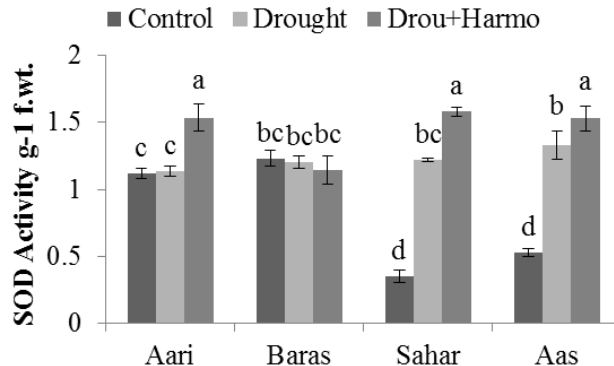 Control Drought Drou+Harmo
SOD Activity g-1 f.wt.
2
1.5
1
0.5
0
c c a
bc bc bc
d bc a
d b a
Aari Baras Sahar Aas